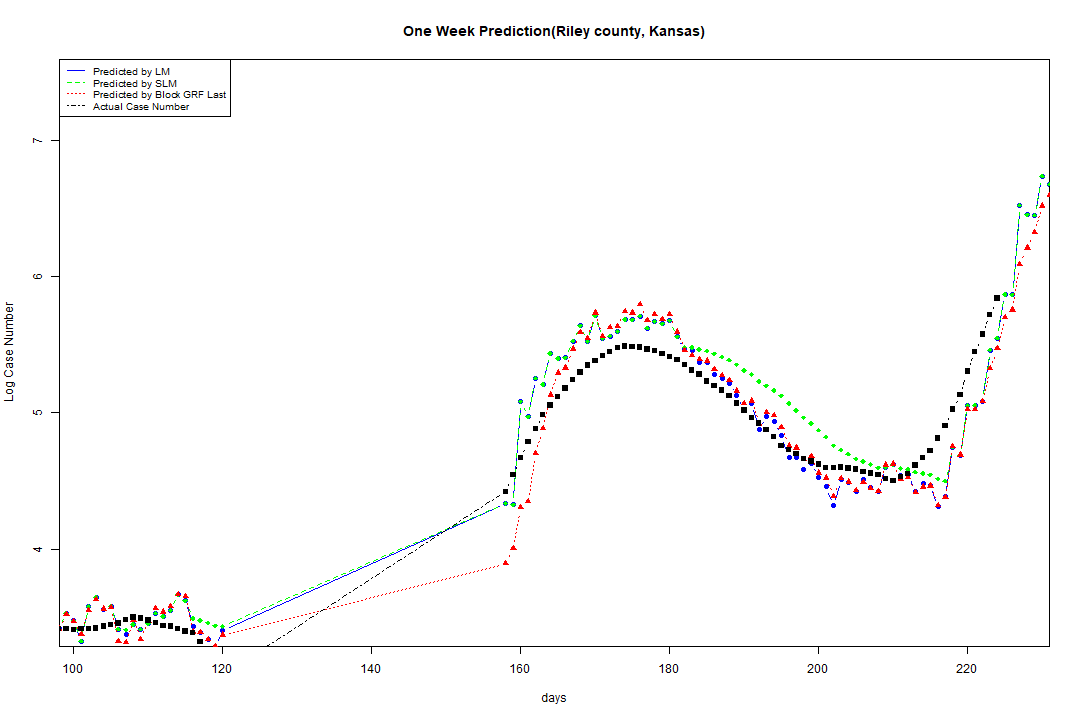 One Week Prediction(Riley county, Kansas)
Predicted by LM
Predicted by SLM
Predicted by Block GRF Last
Actual Case Number
Log Case Number
7
6
5
4
100 120 140 160 180 200 220
days